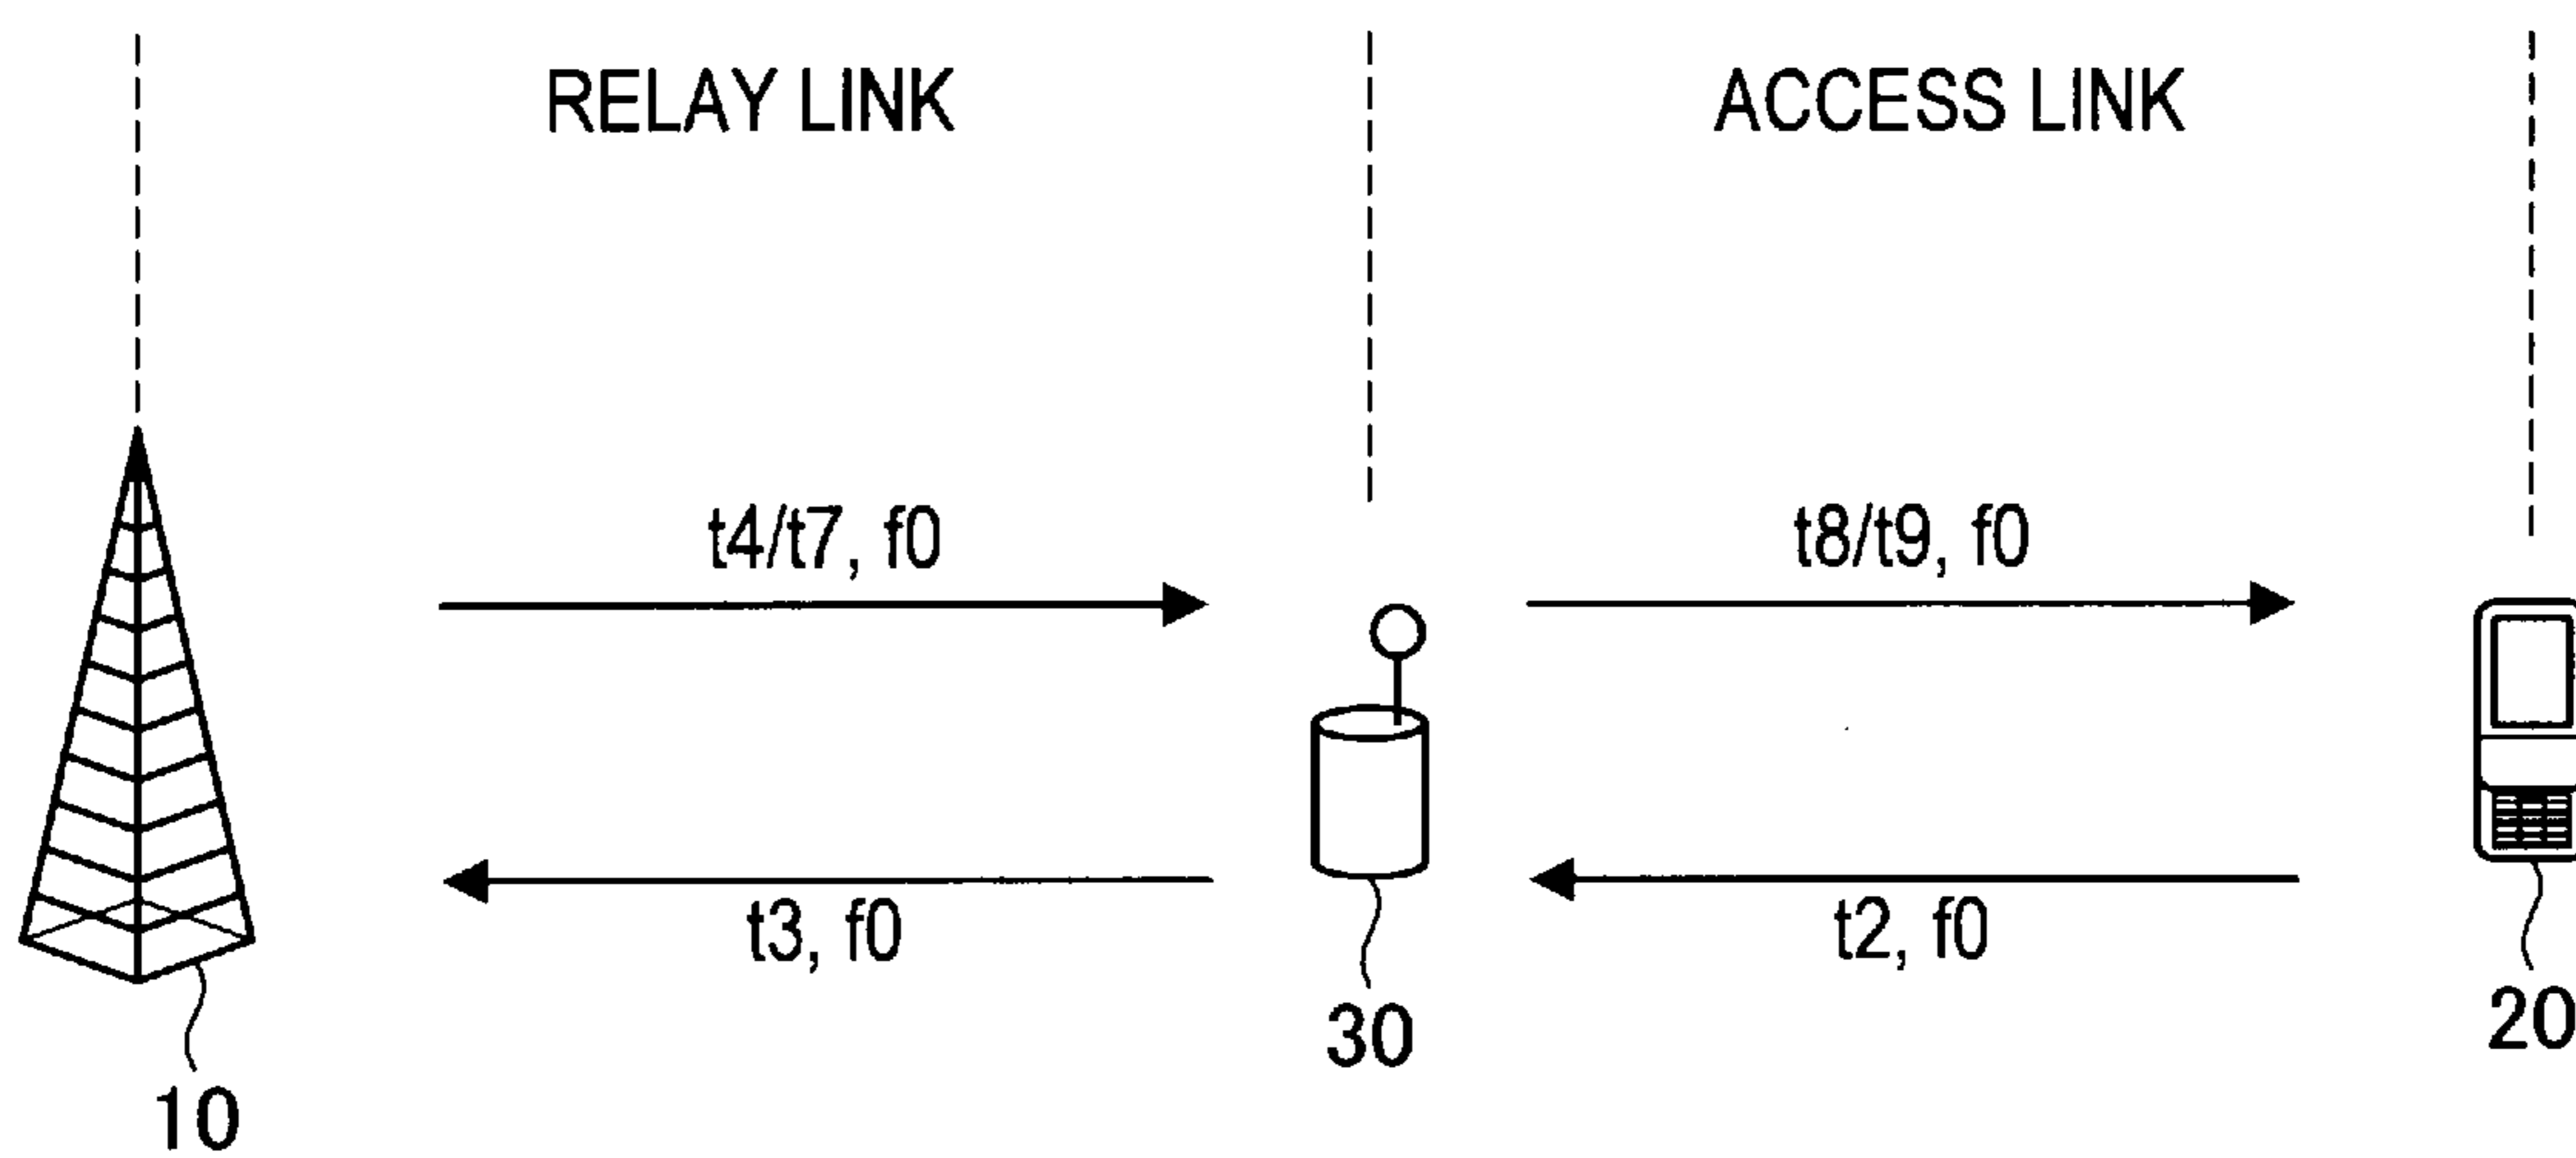 RELAY LINK
ACCESS LINK
t4/t7, f0
t8/t9, f0
t3, f0
t2, f0
10
30
20